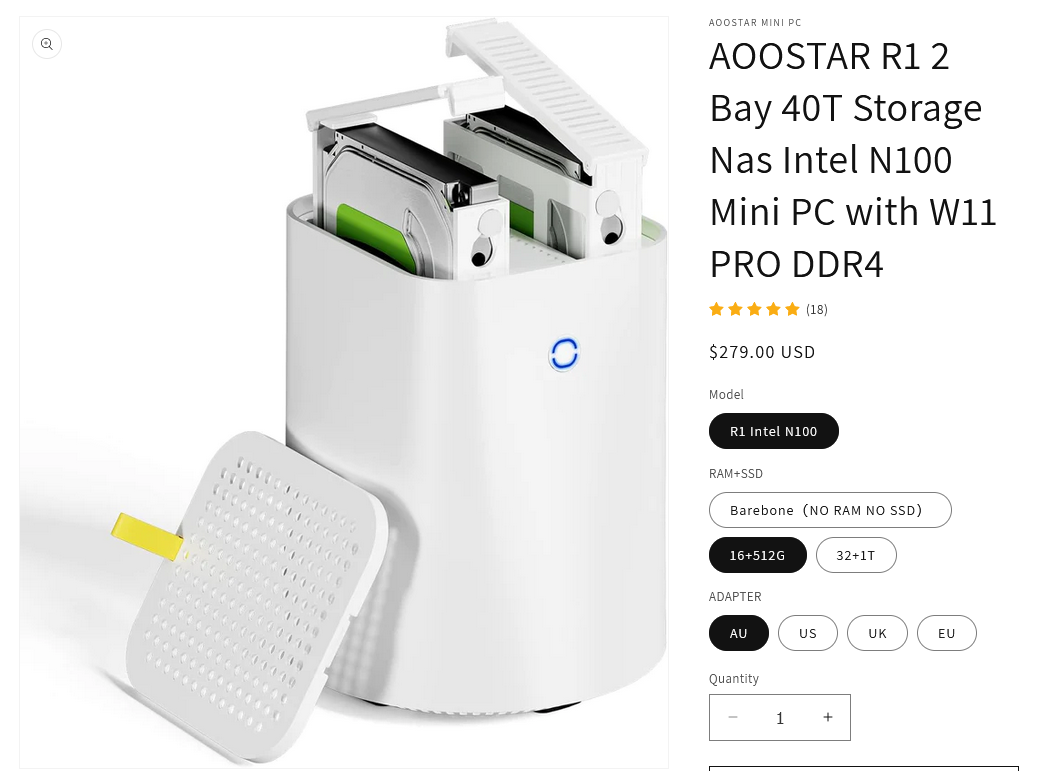 AOOSTAR MINI PC
AOOSTAR R1 2
Bay 40T Storage
Nas Intel N100
Mini PC with W11
PRO DDR4
(18)
$279.00 USD
Model
R1 Intel N100
RAM+SSD
Barebone（NO RAM NO SSD）
16+512G
32+1T
ADAPTER
AU
US
UK
EU
Quantity
− 1 +